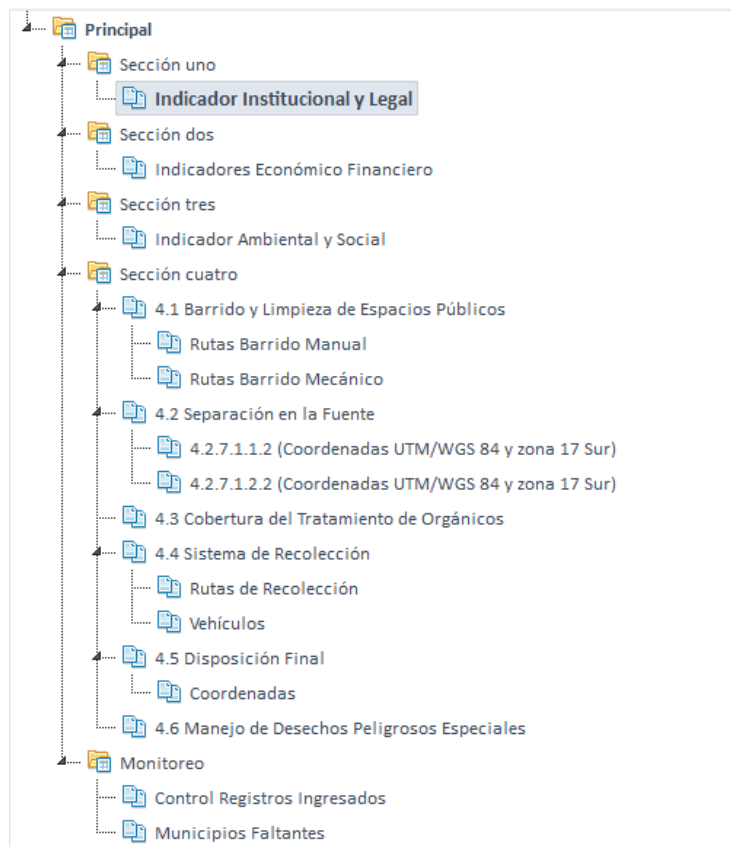 Principal
Sección uno
Indicador Institucional y Legal
Sección dos
Indicadores Económico Financiero
Sección tres
Indicador Ambiental y Social
Sección cuatro
4.1 Barrido y Limpieza de Espacios Públicos
Rutas Barrido Manual
Rutas Barrido Mecánico
4.2 Separación en la Fuente
4.2.7.1.1.2 (Coordenadas UTM/WGS 84 y zona 17 Sur)
4.2.7.1.2.2 (Coordenadas UTM/WGS 84 y zona 17 Sur)
4.3 Cobertura del Tratamiento de Orgánicos
4.4 Sistema de Recolección
Rutas de Recolección
Vehículos
4.5 Disposición Final
Coordenadas
4.6 Manejo de Desechos Peligrosos Especiales
Monitoreo
Control Registros Ingresados
Municipios Faltantes